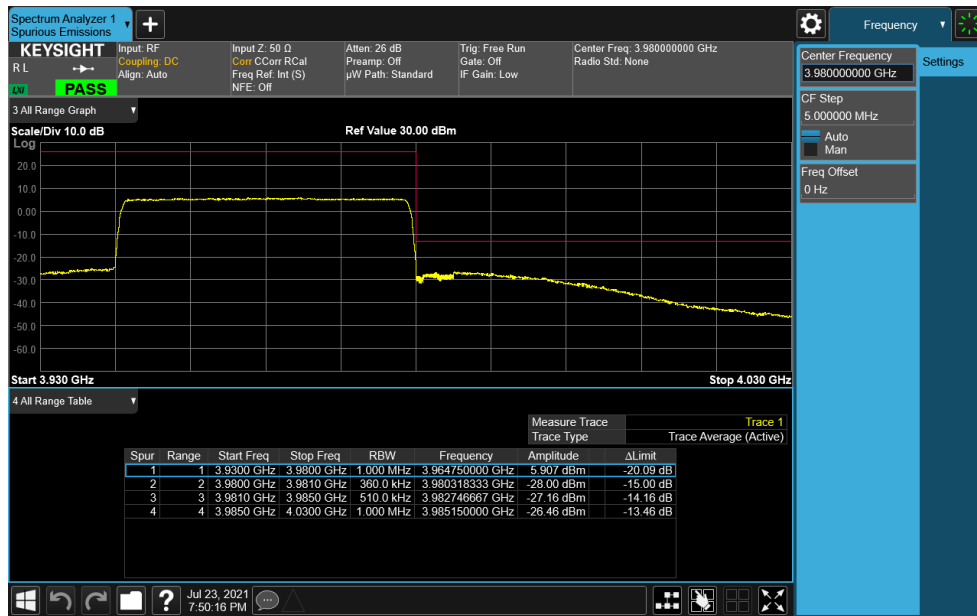 Spectrum Analyzer 1
Spurious Emissions
Frequency
KEYSIGHT
R L
LXI
PASS
Input: RF
Coupling: DC
Align: Auto
Input Z: 50 Ω
Corr CCorr RCal
Freq Ref: Int (S)
NFE: Off
Atten: 26 dB
Preamp: Off
µW Path: Standard
Trig: Free Run
Gate: Off
IF Gain: Low
Center Freq: 3.980000000 GHz
Radio Std: None
Center Frequency
3.980000000 GHz
Settings
CF Step
5.000000 MHz
Auto
Man
Freq Offset
0 Hz
3 All Range Graph
Scale/Div 10.0 dB Ref Value 30.00 dBm
Log
20.0
10.0
0.00
-10.0
-20.0
-30.0
-40.0
-50.0
-60.0
Start 3.930 GHz Stop 4.030 GHz
4 All Range Table
Measure Trace Trace 1
Trace Type Trace Average (Active)
Spur Range Start Freq Stop Freq RBW Frequency Amplitude ΔLimit
1 1 3.9300 GHz 3.9800 GHz 1.000 MHz 3.964750000 GHz 5.907 dBm -20.09 dB
2 2 3.9800 GHz 3.9810 GHz 360.0 kHz 3.980318333 GHz -28.00 dBm -15.00 dB
3 3 3.9810 GHz 3.9850 GHz 510.0 kHz 3.982746667 GHz -27.16 dBm -14.16 dB
4 4 3.9850 GHz 4.0300 GHz 1.000 MHz 3.985150000 GHz -26.46 dBm -13.46 dB
Jul 23, 2021
7:50:16 PM